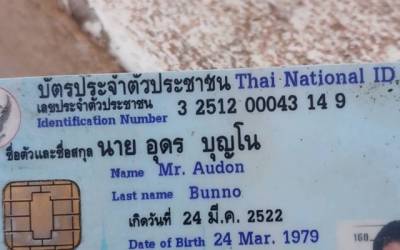 บัตรประจำตัวประชาชน Thai National ID
เลขประจำตัวประชาชน 3 2512 00043 14 9
Identification Number
ชื่อตัวและชื่อสกุล นาย อุดร บุญโน
Name Mr. Audon
Last name Bunno
เกิดวันที่ 24 มี.ค. 2522
Date of Birth 24 Mar. 1979
160